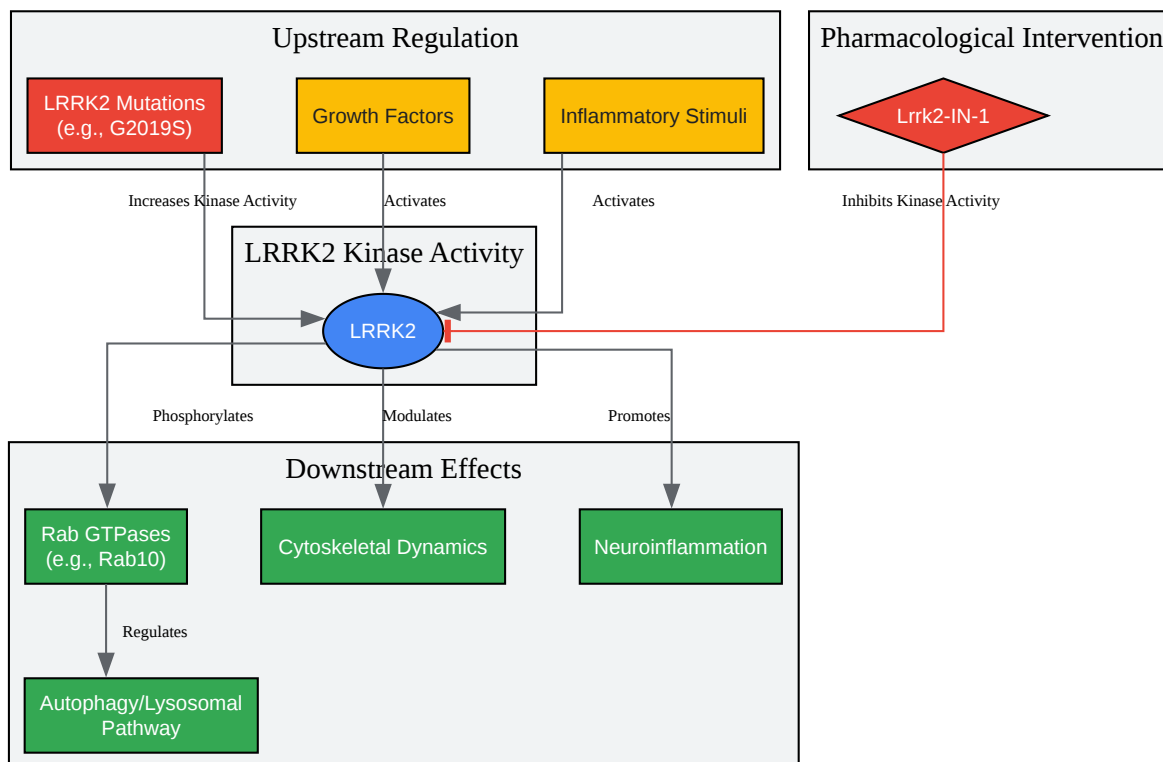 Upstream Regulation
Pharmacological Intervention
LRRK2 Mutations
(e.g., G2019S)
Growth Factors
Inflammatory Stimuli
Lrrk2-IN-1
Increases Kinase Activity
Activates
Activates
Inhibits Kinase Activity
LRRK2 Kinase Activity
LRRK2
Phosphorylates
Modulates
Promotes
Downstream Effects
Rab GTPases
(e.g., Rab10)
Cytoskeletal Dynamics
Neuroinflammation
Regulates
Autophagy/Lysosomal
Pathway